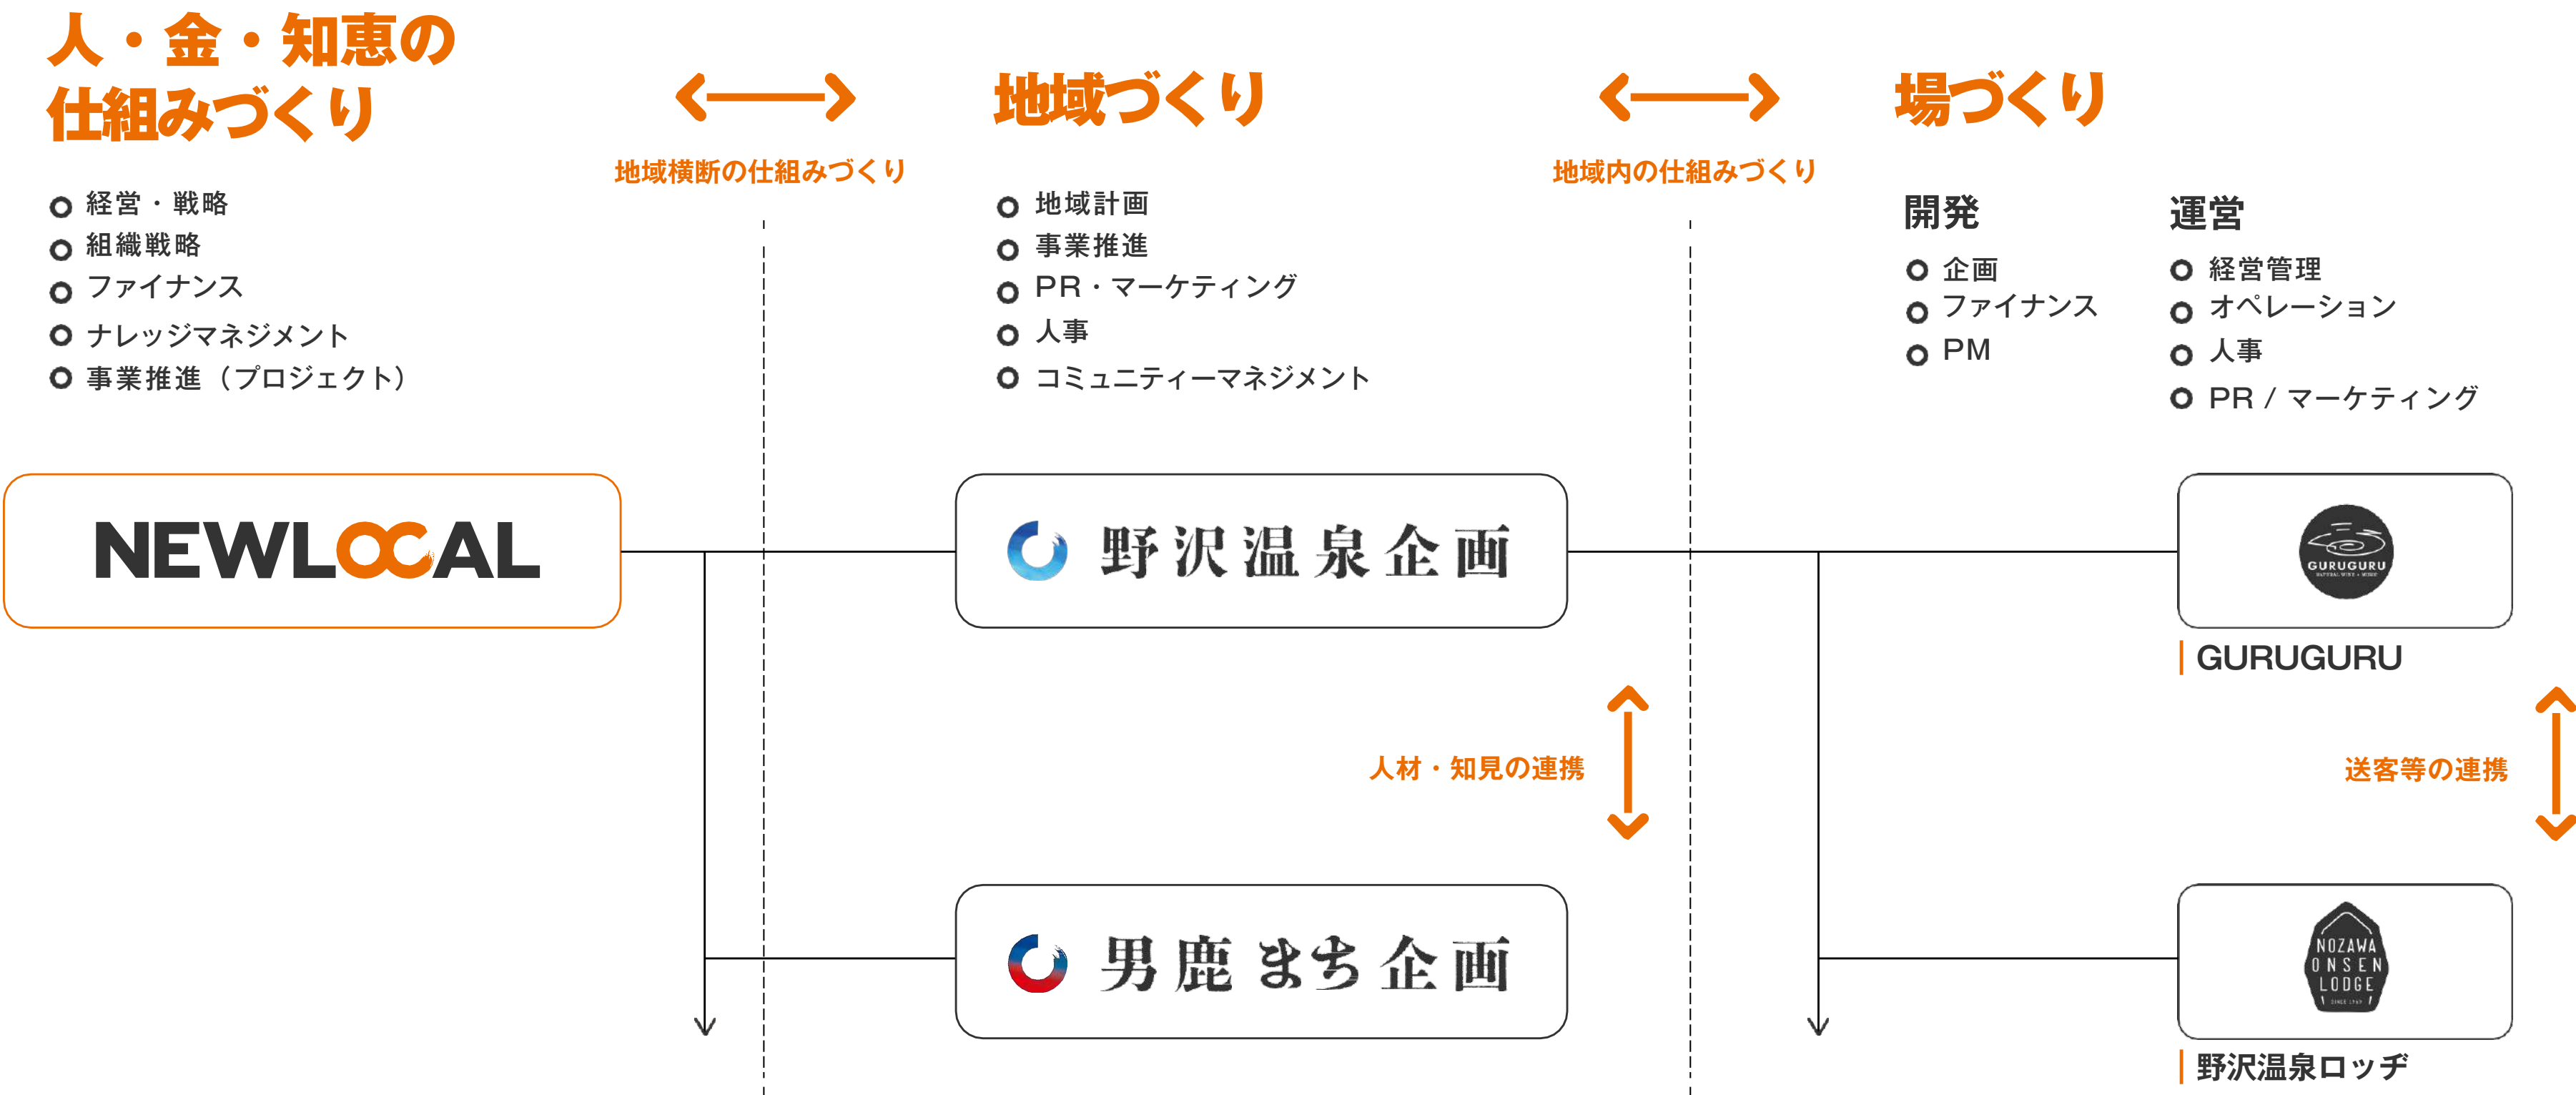 人・金・知恵の
仕組みづくり
経営・戦略
組織戦略
ファイナンス
ナレッジマネジメント
事業推進（プロジェクト）
地域横断の仕組みづくり
地域づくり
地域計画
事業推進
PR・マーケティング
人事
コミュニティーマネジメント
地域内の仕組みづくり
場づくり
開発
企画
ファイナンス
PM
運営
経営管理
オペレーション
人事
PR / マーケティング
NEWLOCAL
野沢温泉企画
GURUGURU
NATURAL WINE + MUSIC
GURUGURU
人材・知見の連携
送客等の連携
男鹿まち企画
NOZAWA
ONSEN
LODGE
野沢温泉ロッヂ